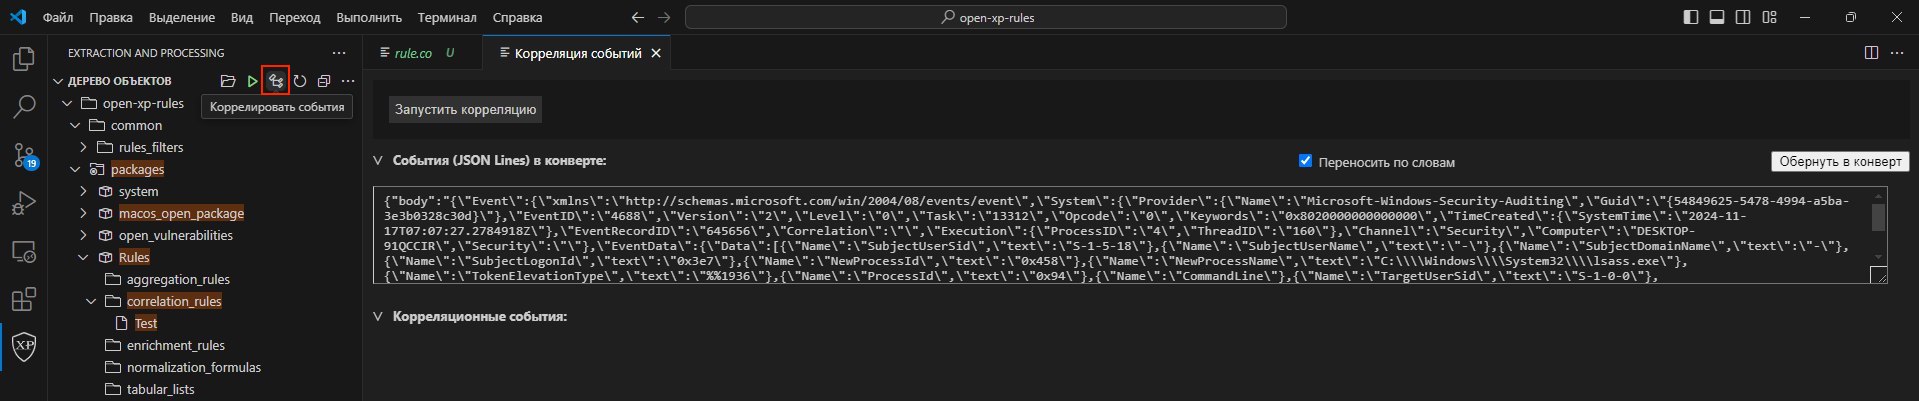 Файл Правка Выделение Вид Переход Выполнить Терминал Справка
open-xp-rules
EXTRACTION AND PROCESSING
rule.co U
Корреляция событий
ДЕРЕВО ОБЪЕКТОВ
Коррелировать события
open-xp-rules
common
rules_filters
packages
system
macos_open_package
open_vulnerabilities
Rules
aggregation_rules
correlation_rules
Test
enrichment_rules
normalization_formulas
tabular_lists
19
XP
Запустить корреляцию
События (JSON Lines) в конверте:
Переносить по словам
Обернуть в конверт
{"body":"{\"Event\":{\"xmlns\":\"http://schemas.microsoft.com/win/2004/08/events/event\",\"System\":{\"Provider\":{\"Name\":\"Microsoft-Windows-Security-Auditing\",\"Guid\":\"{54849625-5478-4994-a5ba-
3e3b0328c30d}\"},\"EventID\":\"4688\",\"Version\":\"2\",\"Level\":\"0\",\"Task\":\"13312\",\"Opcode\":\"0\",\"Keywords\":\"0x8020000000000000\",\"TimeCreated\":{\"SystemTime\":\"2024-11-
17T07:07:27.2784918Z\"},\"EventRecordID\":\"645656\",\"Correlation\":\"\",\"Execution\":{\"ProcessID\":\"4\",\"ThreadID\":\"160\"},\"Channel\":\"Security\",\"Computer\":\"DESKTOP-
91QCCIR\",\"Security\":\"\"},\"EventData\":{\"Data\":[{\"Name\":\"SubjectUserSid\",\"text\":\"S-1-5-18\"},{\"Name\":\"SubjectUserName\",\"text\":\"-\"},{\"Name\":\"SubjectDomainName\",\"text\":\"-\"},
{\"Name\":\"SubjectLogonId\",\"text\":\"0x3e7\"},{\"Name\":\"NewProcessId\",\"text\":\"0x458\"},{\"Name\":\"NewProcessName\",\"text\":\"C:\\\\Windows\\\\System32\\\\lsass.exe\"},
{\"Name\":\"TokenElevationType\",\"text\":\"%%1936\"},{\"Name\":\"ProcessId\",\"text\":\"0x94\"},{\"Name\":\"CommandLine\"},{\"Name\":\"TargetUserSid\",\"text\":\"S-1-0-0\"},
Корреляционные события: